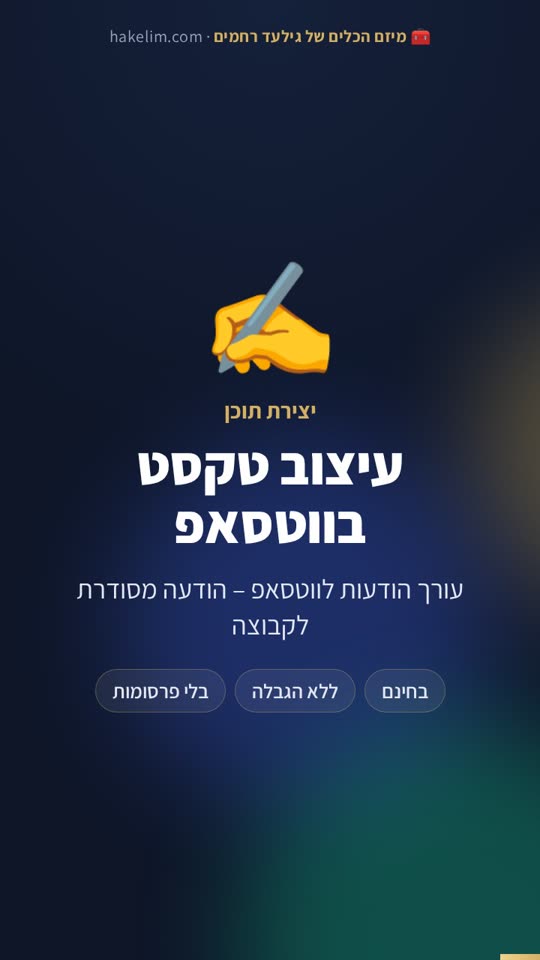 🧰 מיזם הכלים של גילעד רחמים · hakelim.com
יצירת תוכן
עיצוב טקסט
בווטסאפ
עורך הודעות לווטסאפ – הודעה מסודרת
לקבוצה
בחינם
ללא הגבלה
בלי פרסומות